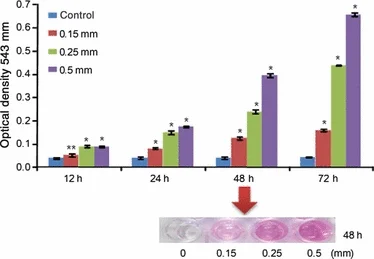 Optical density 543 mm
0.7
0.6
0.5
0.4
0.3
0.2
0.1
0.0
Control
0.15 mm
0.25 mm
0.5 mm
** * *
* * *
* * *
* * *
12 h 24 h 48 h 72 h
48 h
0 0.15 0.25 0.5 (mm)